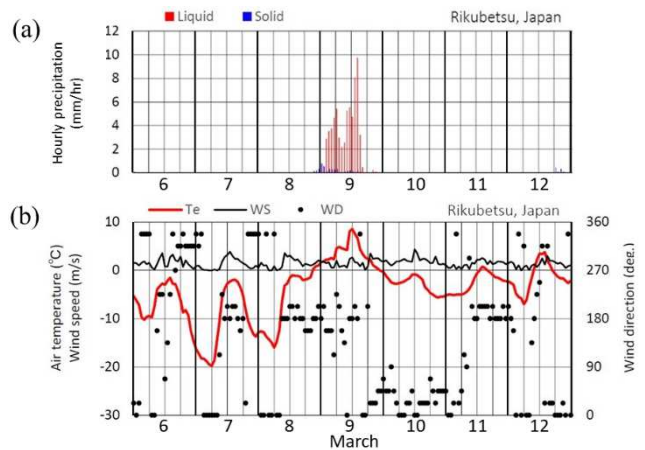 (a)
Liquid Solid Rikubetsu, Japan
Hourly precipitation
(mm/hr)
12
10
8
6
4
2
0
6 7 8 9 10 11 12
(b)
Te WS WD Rikubetsu, Japan
Air temperature (℃)
Wind speed (m/s)
10
0
-10
-20
-30
360
270
180
90
0
Wind direction (deg.)
6 7 8 9 10 11 12
March